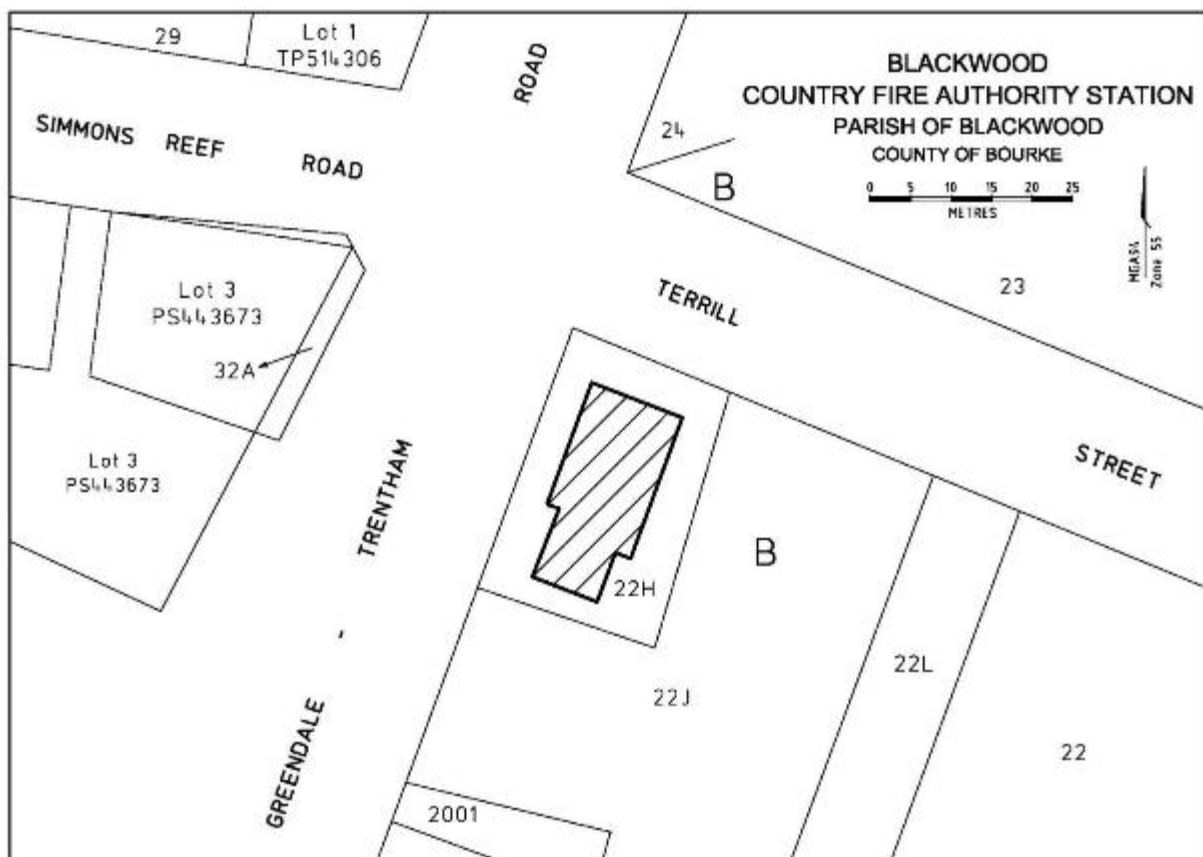 29
Lot 1
TP514306
ROAD
BLACKWOOD
COUNTRY FIRE AUTHORITY STATION
PARISH OF BLACKWOOD
COUNTY OF BOURKE
0 5 10 15 20 25
METRES
MGA94
Zone 55
SIMMONS REEF ROAD
24
B
23
Lot 3
PS443673
32A
TERRILL STREET
Lot 3
PS443673
GREENDALE - TRENTHAM
B
22H
22J
22L
22
2001